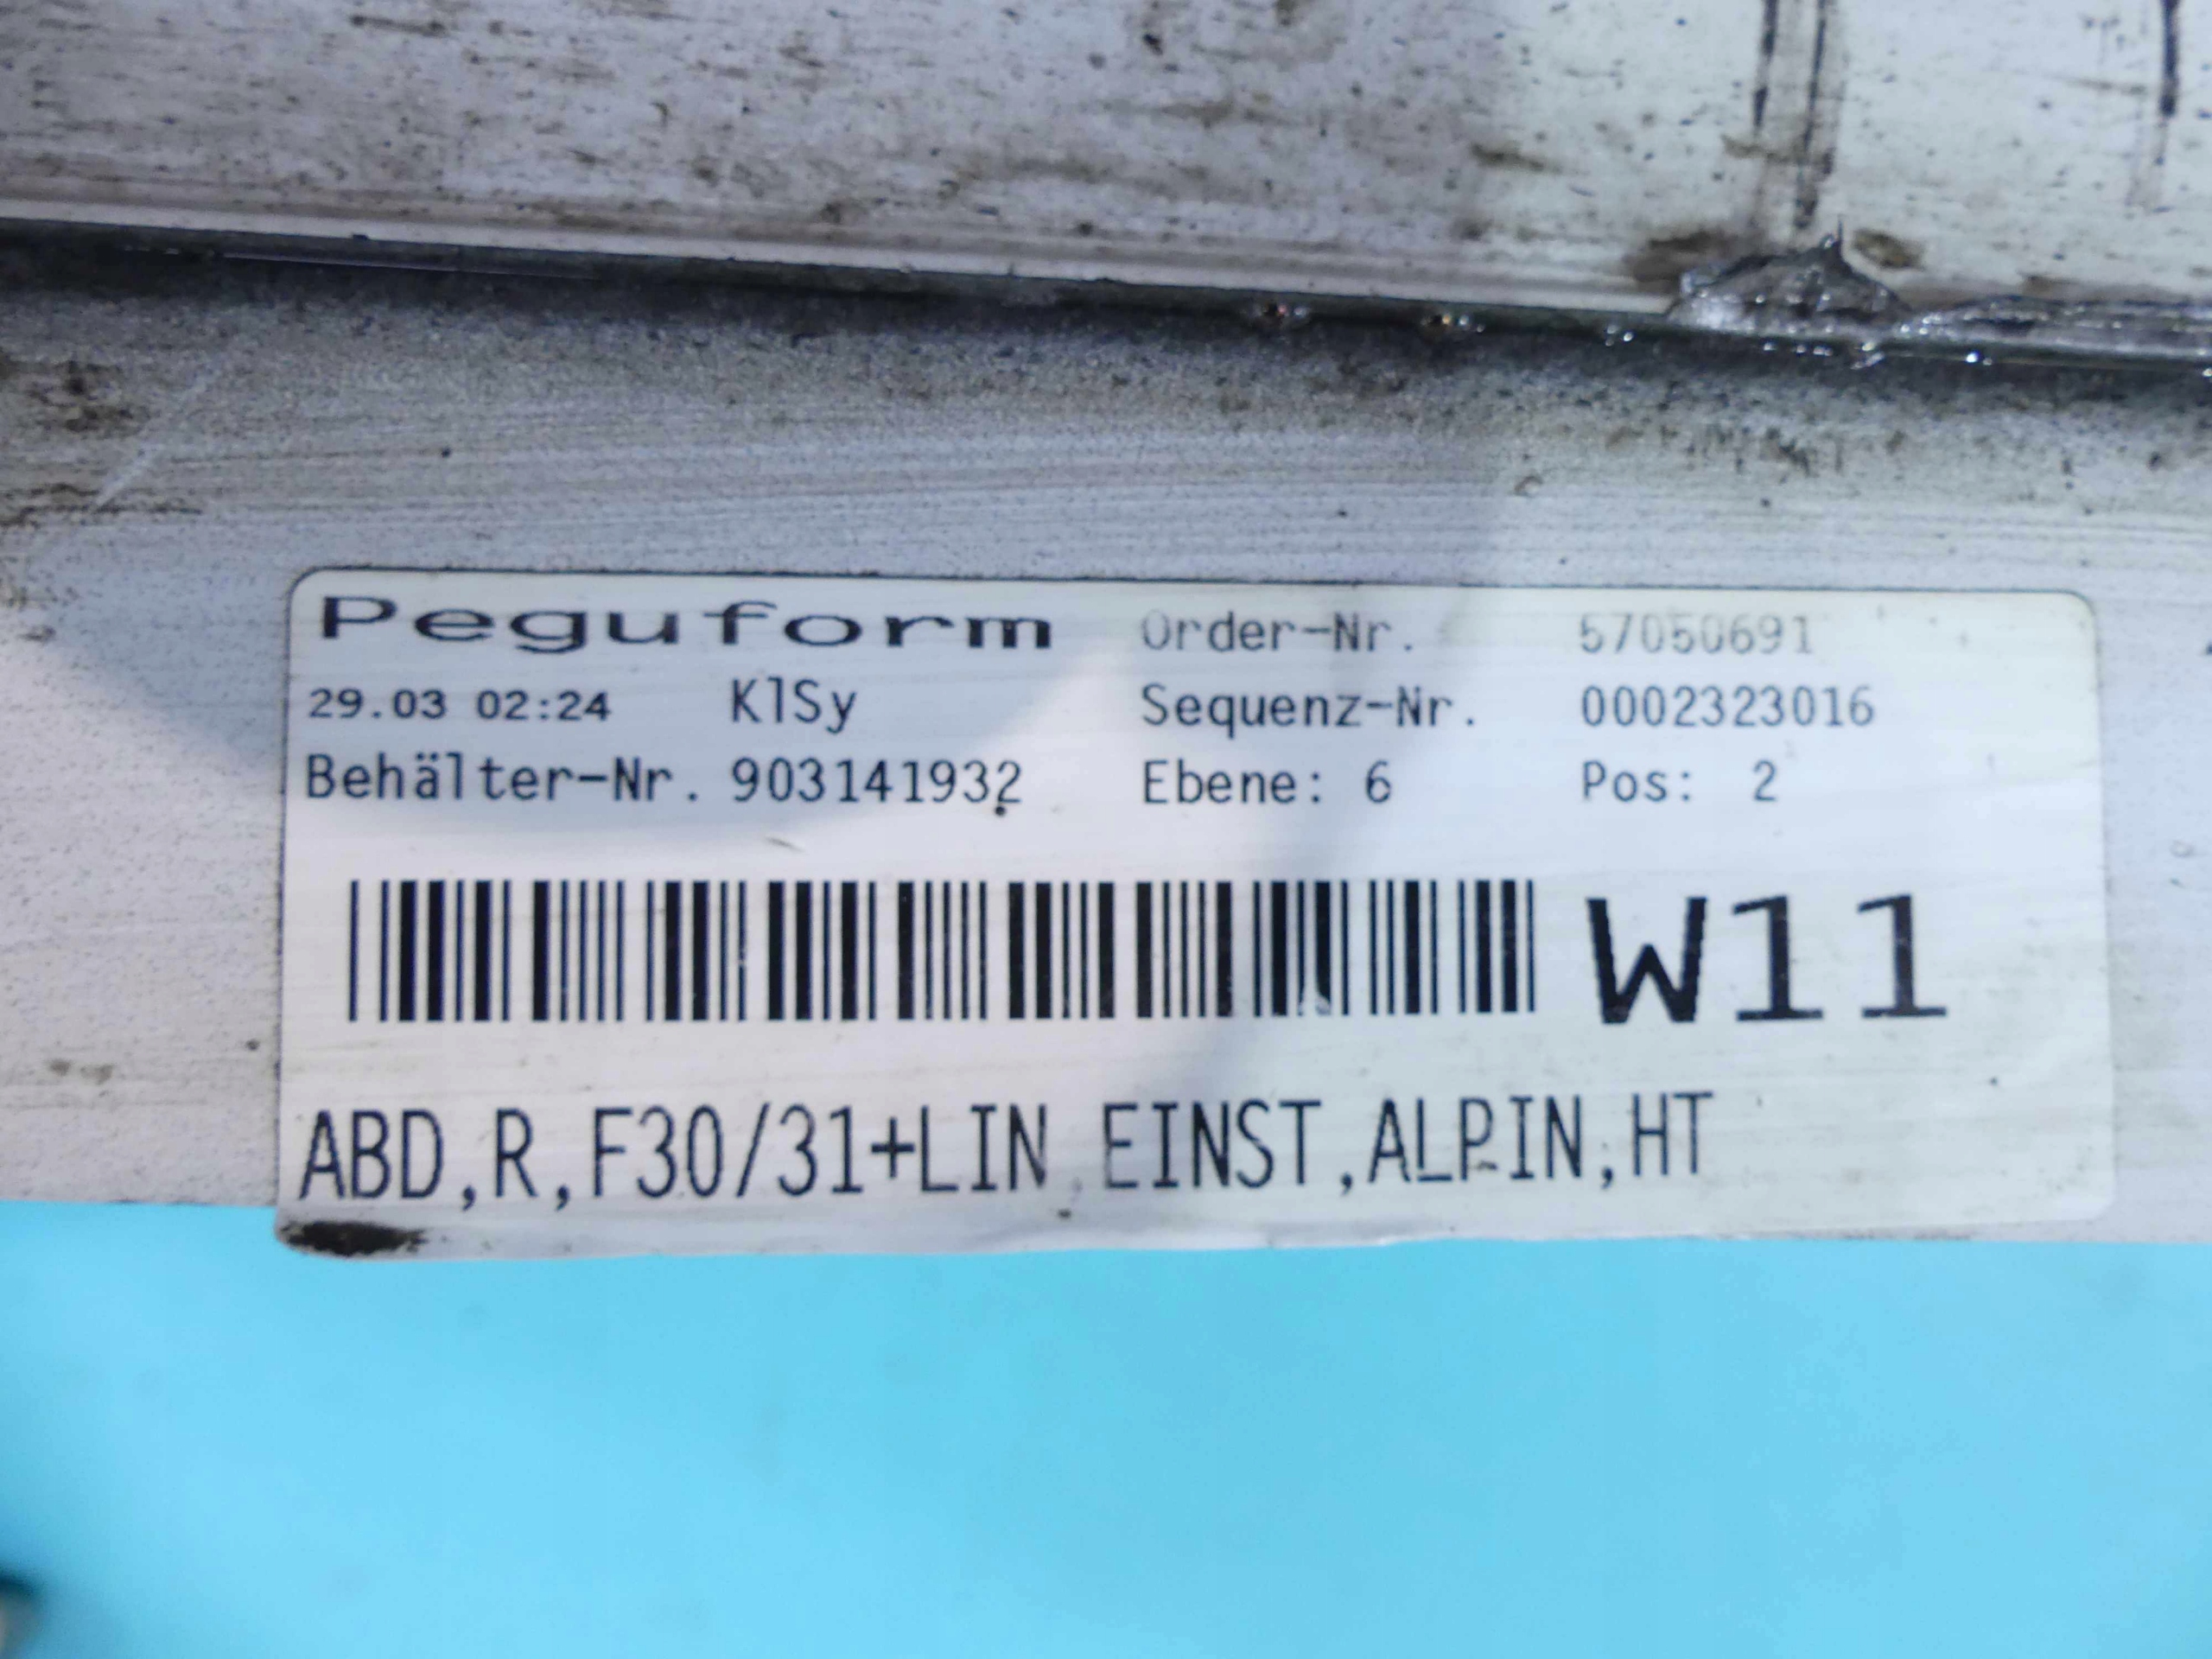 Peguform Order-Nr. 57050691
29.03 02:24 KlSy Sequenz-Nr. 0002323016
Behälter-Nr. 903141932 Ebene: 6 Pos: 2
W11
ABD,R,F30/31+LIN EINST,ALPIN,HT